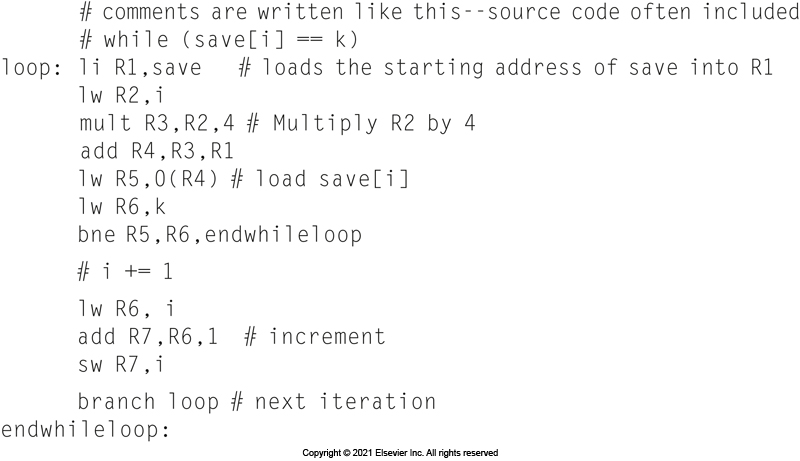 # comments are written like this--source code often included
# while (save[i] == k)
loop: li R1,save # loads the starting address of save into R1
lw R2,i
mult R3,R2,4 # Multiply R2 by 4
add R4,R3,R1
lw R5,0(R4) # load save[i]
lw R6,k
bne R5,R6,endwhileloop
# i += 1
lw R6, i
add R7,R6,1 # increment
sw R7,i
branch loop # next iteration
endwhileloop:
Copyright © 2021 Elsevier Inc. All rights reserved